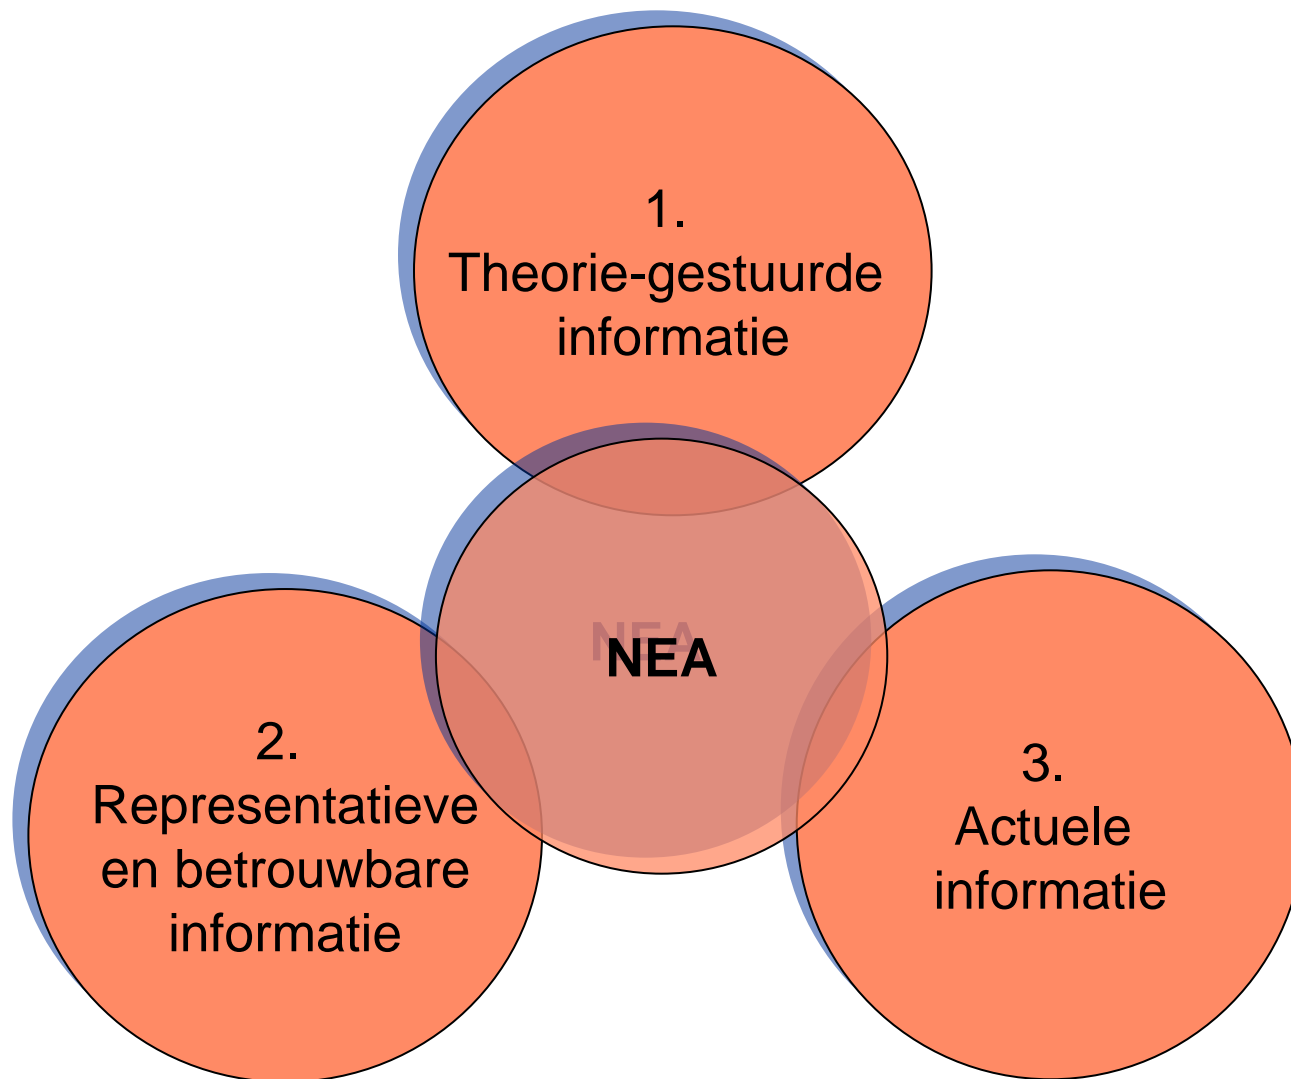 1.
Theorie-gestuurde
informatie
NEA
2.
Representatieve
en betrouwbare
informatie
3.
Actuele
informatie